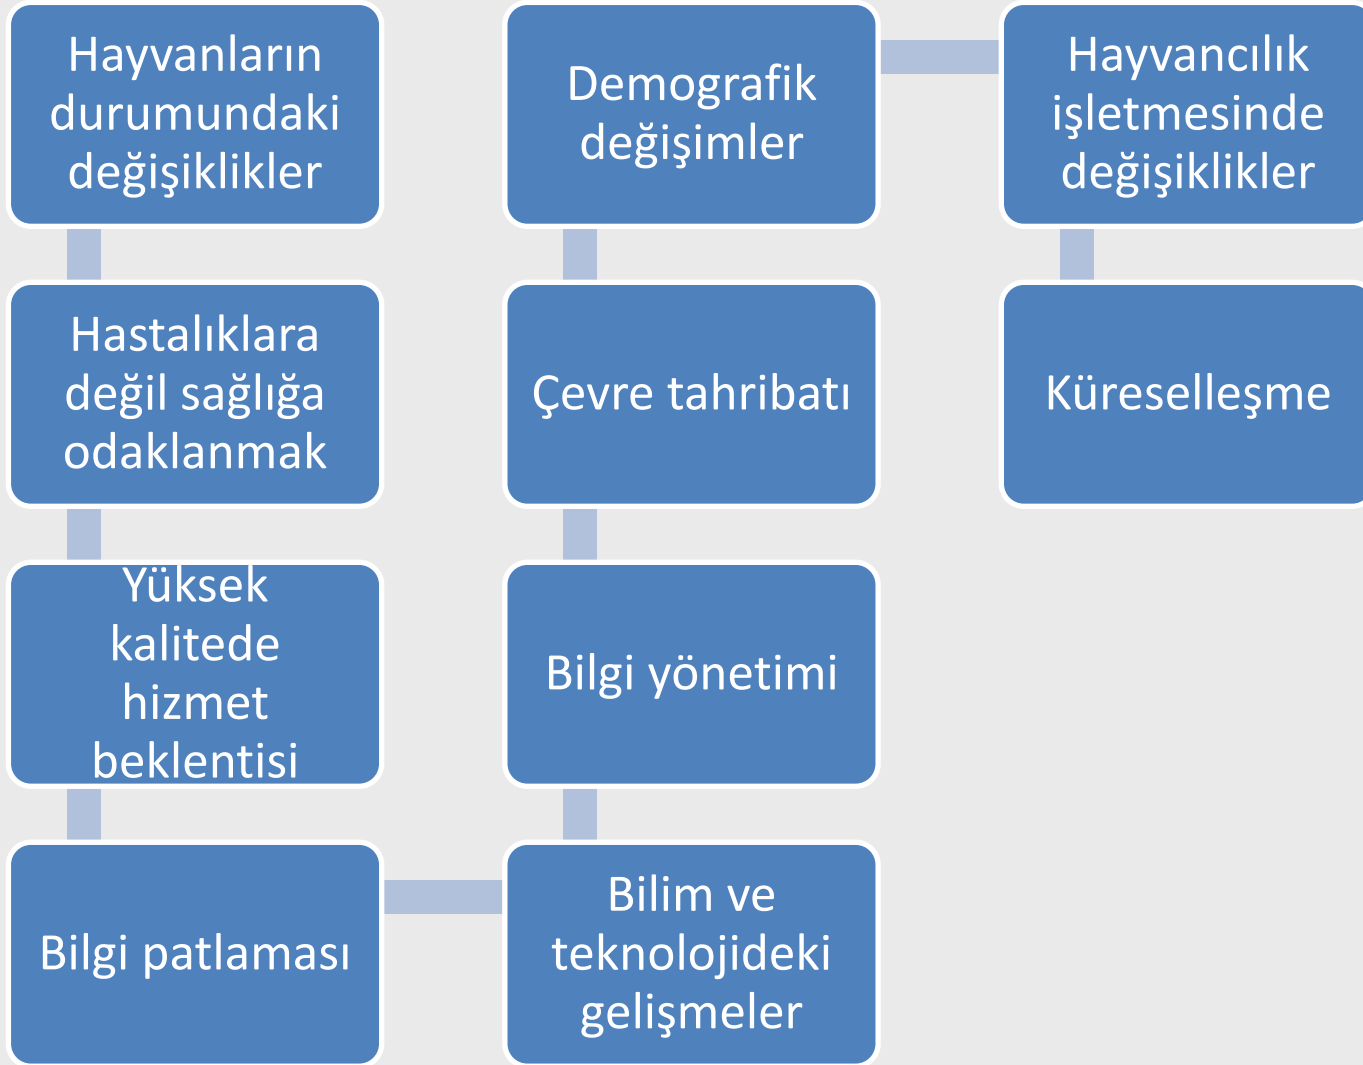 Hayvanların
durumundaki
değişiklikler
Hastalıklara
değil sağlığa
odaklanmak
Yüksek
kalitede
hizmet
beklentisi
Bilgi patlaması
Bilim ve
teknolojideki
gelişmeler
Bilgi yönetimi
Çevre tahribatı
Demografik
değişimler
Hayvancılık
işletmesinde
değişiklikler
Küreselleşme